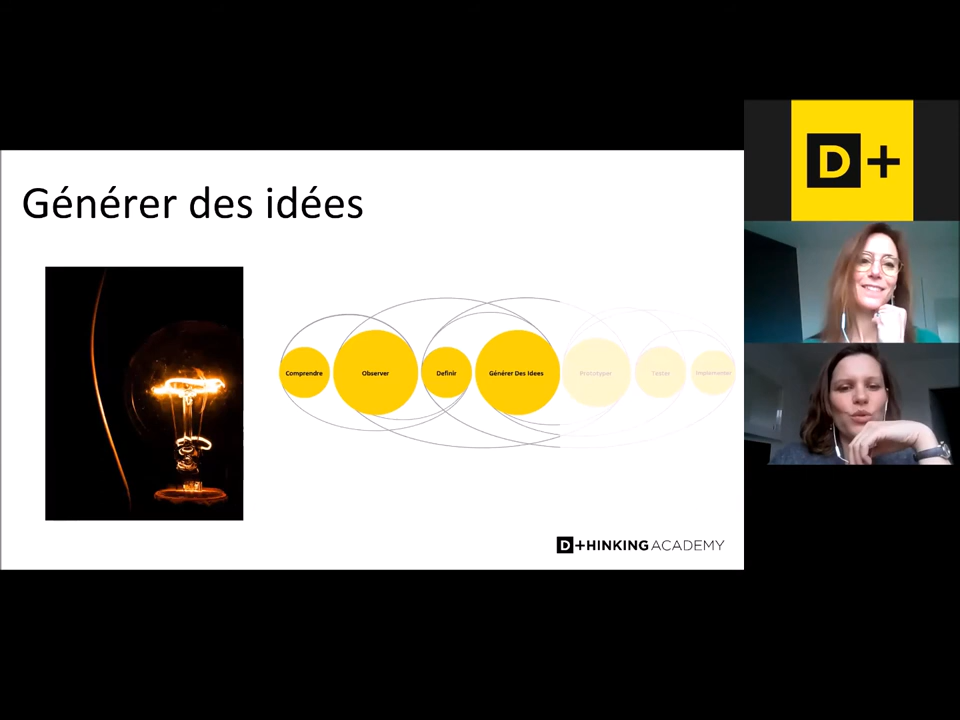 Générer des idées
Comprendre
Observer
Definir
Générer Des Idees
Prototyper
Tester
Implémenter
D+HINKING ACADEMY
D+